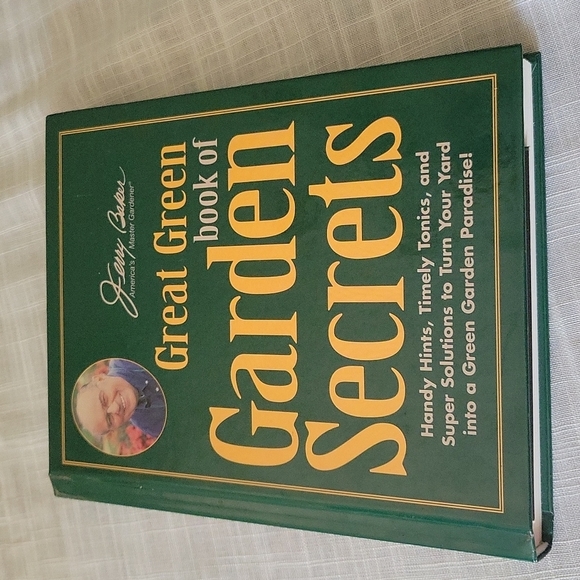 Jerry Baker
America's Master Gardener™
Great Green
book of
Garden
Secrets
Handy Hints, Timely Tonics, and
Super Solutions to Turn Your Yard
into a Green Garden Paradise!